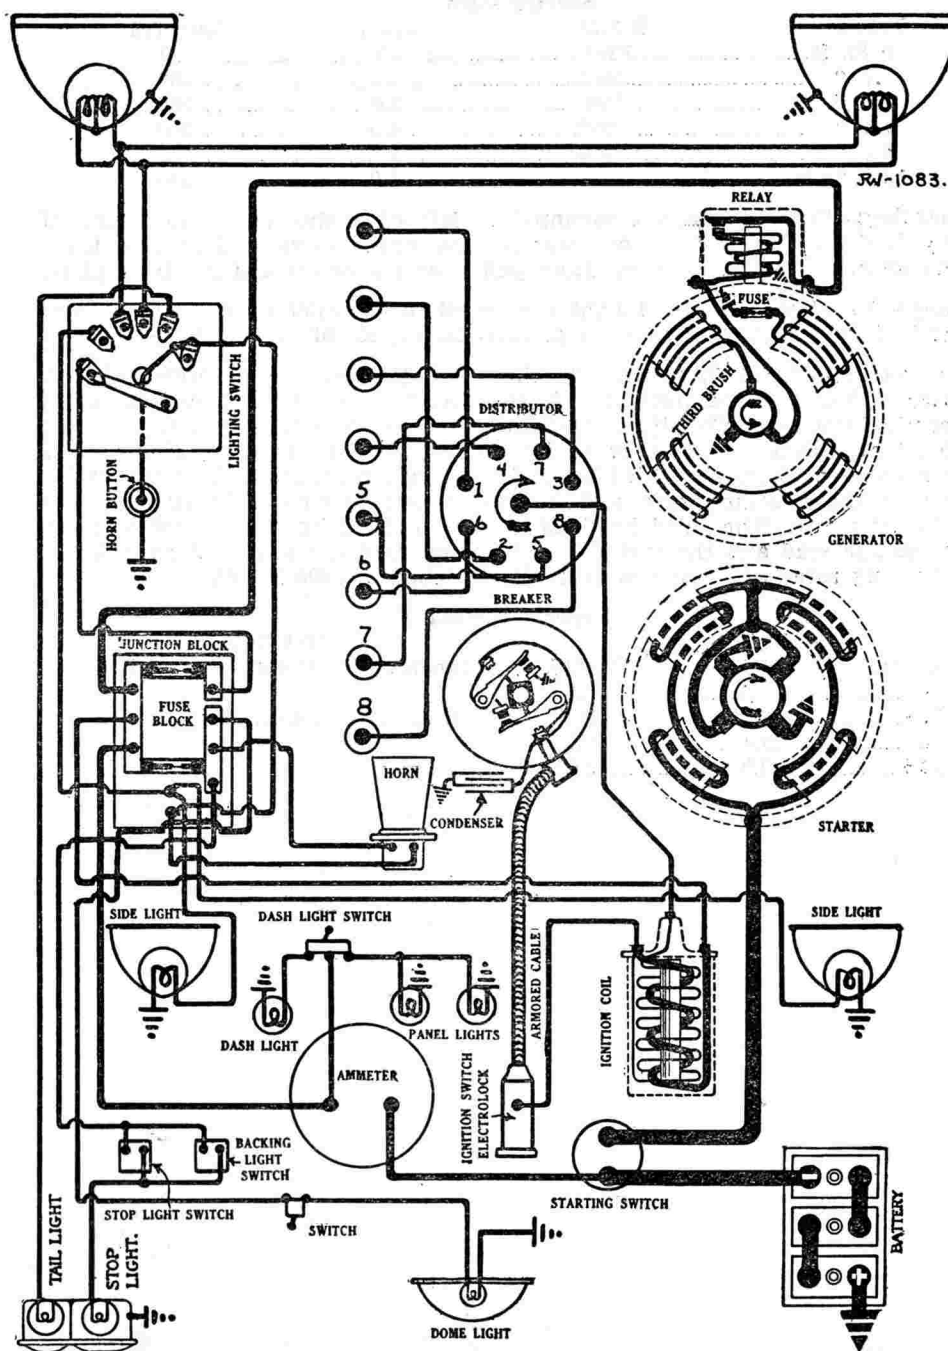 JW-1083.
RELAY
FUSE
THIRD BRUSH
GENERATOR
LIGHTING SWITCH
HORN BUTTON
DISTRIBUTOR
4 7
1 3
6 8
2 5
BREAKER
5
6
7
8
JUNCTION BLOCK
FUSE
BLOCK
HORN
CONDENSER
STARTER
SIDE LIGHT
DASH LIGHT SWITCH
SIDE LIGHT
ARMORED CABLE
IGNITION COIL
DASH LIGHT
PANEL LIGHTS
AMMETER
IGNITION SWITCH
ELECTROLOCK
BACKING
LIGHT
SWITCH
STOP LIGHT SWITCH
SWITCH
STARTING SWITCH
BATTERY
TAIL LIGHT
STOP
LIGHT.
DOME LIGHT